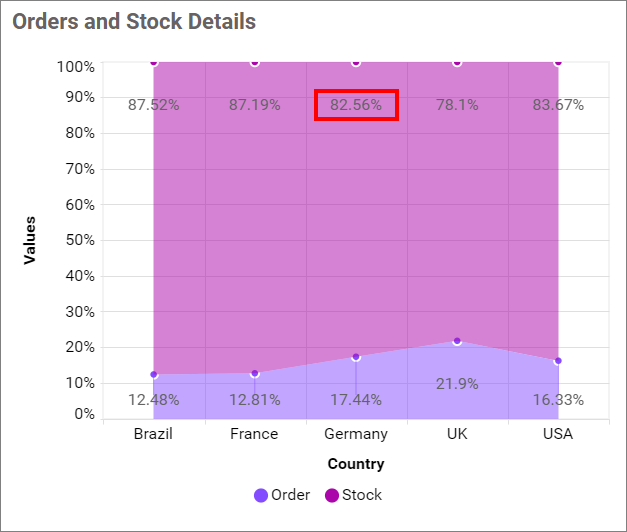 Orders and Stock Details
100%
90%
87.52% 87.19% 82.56% 78.1% 83.67%
80%
70%
60%
Values
50%
40%
30%
20%
10%
21.9%
12.48% 12.81% 17.44% 16.33%
0%
Brazil France Germany UK USA
Country
Order Stock